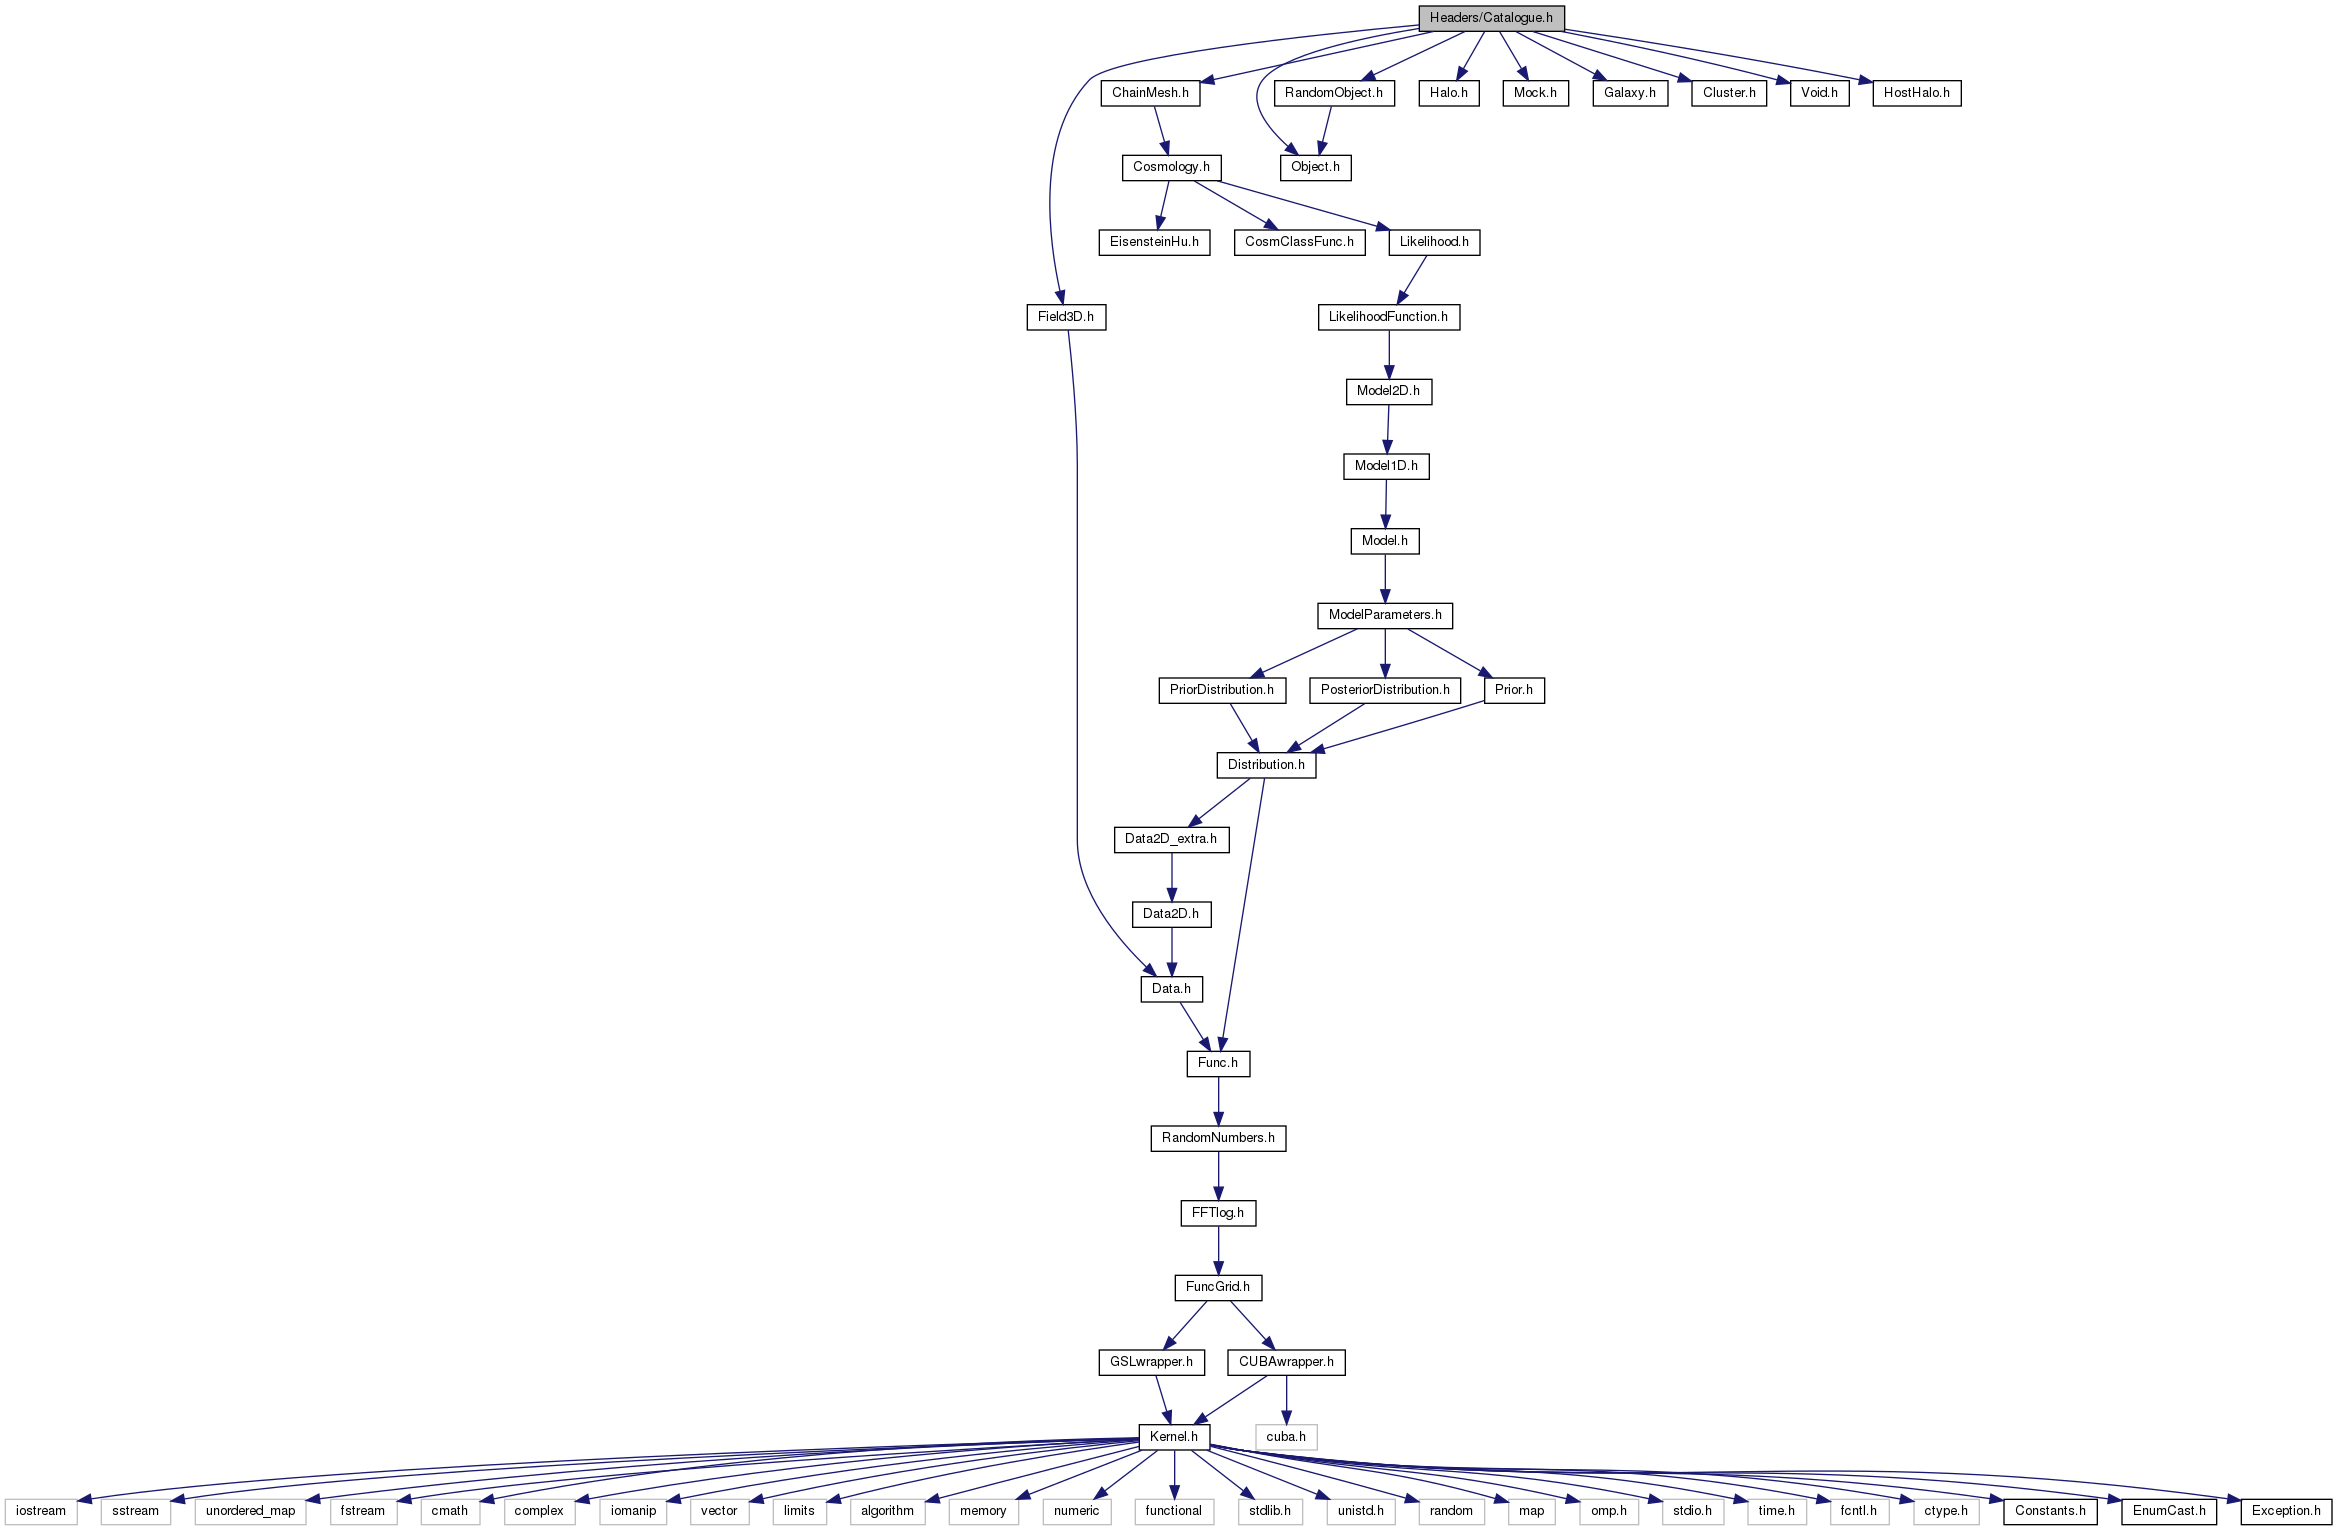 Headers/Catalogue.h
ChainMesh.h
RandomObject.h
Halo.h
Mock.h
Galaxy.h
Cluster.h
Void.h
HostHalo.h
Cosmology.h
Object.h
EisensteinHu.h
CosmClassFunc.h
Likelihood.h
Field3D.h
LikelihoodFunction.h
Model2D.h
Model1D.h
Model.h
ModelParameters.h
PriorDistribution.h
PosteriorDistribution.h
Prior.h
Distribution.h
Data2D_extra.h
Data2D.h
Data.h
Func.h
RandomNumbers.h
FFTlog.h
FuncGrid.h
GSLwrapper.h
CUBAwrapper.h
Kernel.h
cuba.h
iostream
sstream
unordered_map
fstream
cmath
complex
iomanip
vector
limits
algorithm
memory
numeric
functional
stdlib.h
unistd.h
random
map
omp.h
stdio.h
time.h
fcntl.h
ctype.h
Constants.h
EnumCast.h
Exception.h